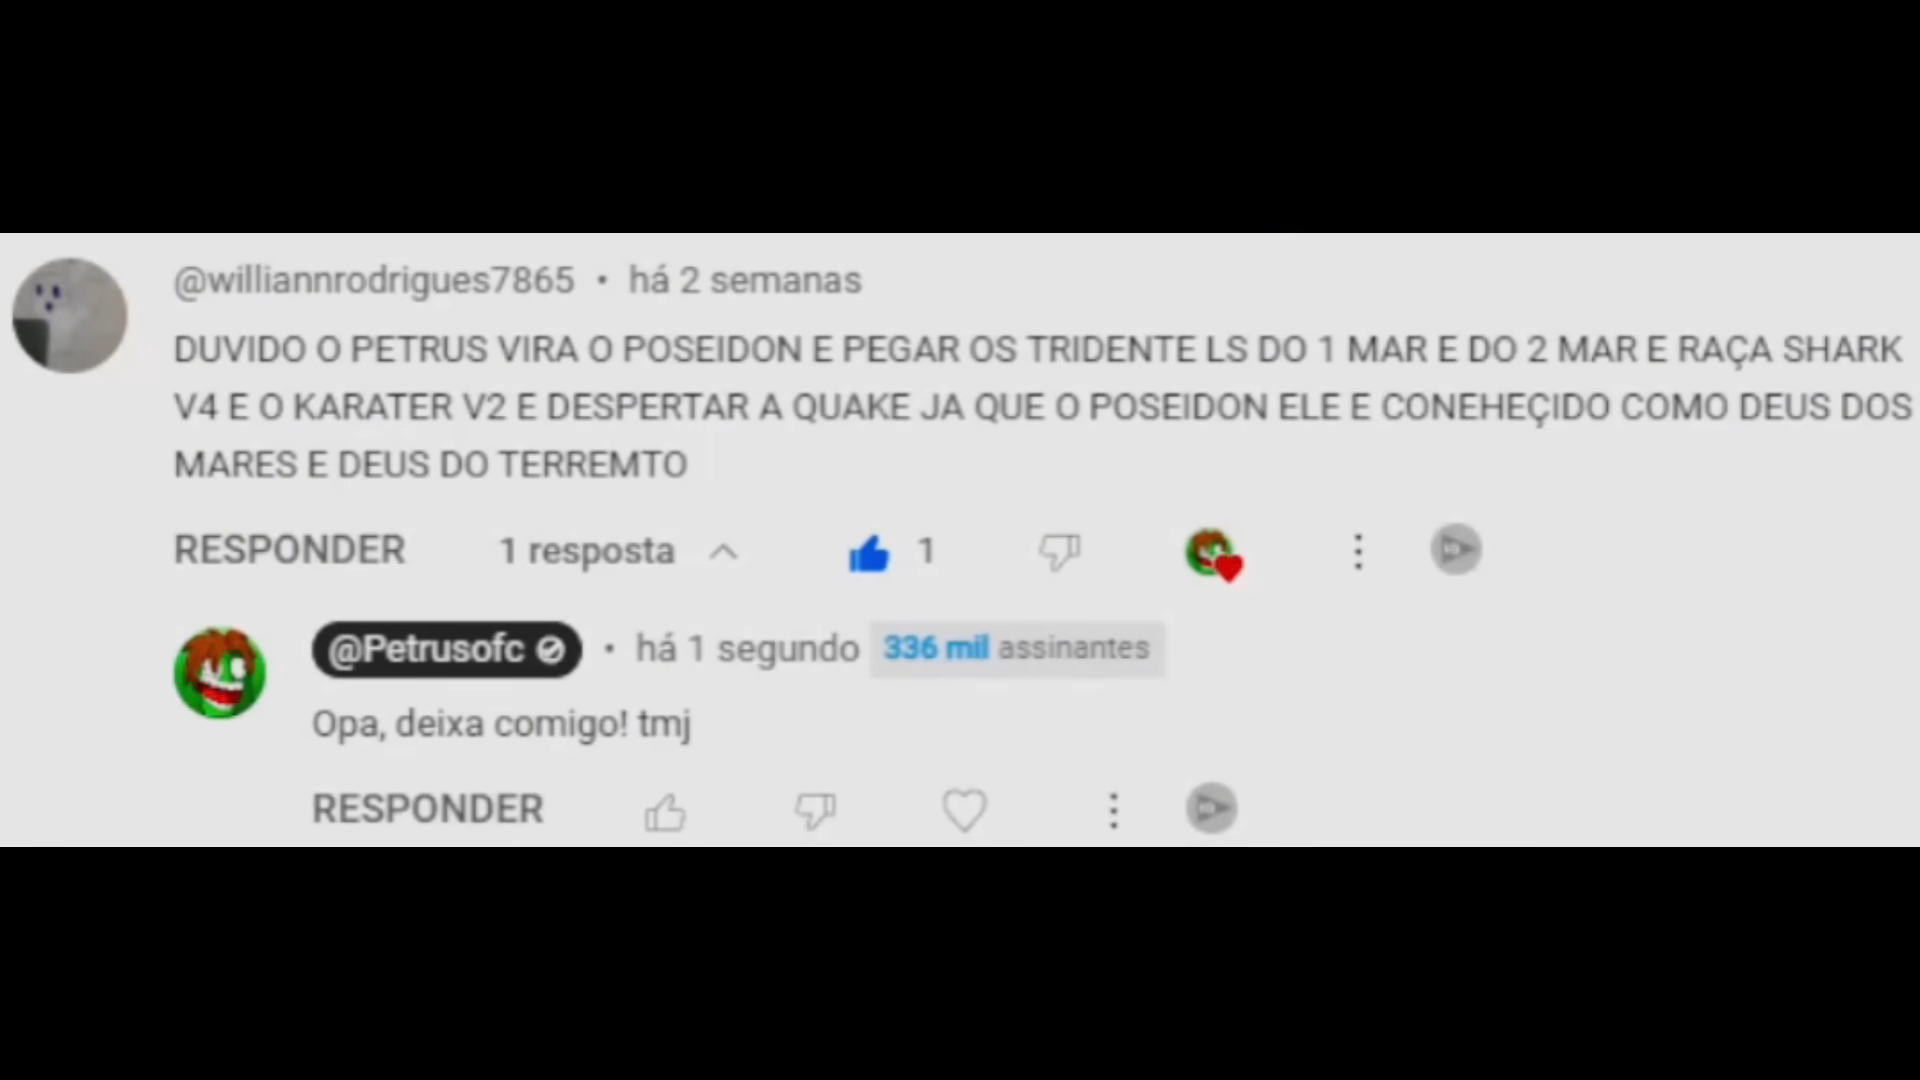 @williannrodrigues7865 • há 2 semanas
DUVIDO O PETRUS VIRA O POSEIDON E PEGAR OS TRIDENTE LS DO 1 MAR E DO 2 MAR E RAÇA SHARK
V4 E O KARATER V2 E DESPERTAR A QUAKE JA QUE O POSEIDON ELE E CONEHEÇIDO COMO DEUS DOS
MARES E DEUS DO TERREMTO
RESPONDER 1 resposta 1
@Petrusofc • há 1 segundo 336 mil assinantes
Opa, deixa comigo! tmj
RESPONDER